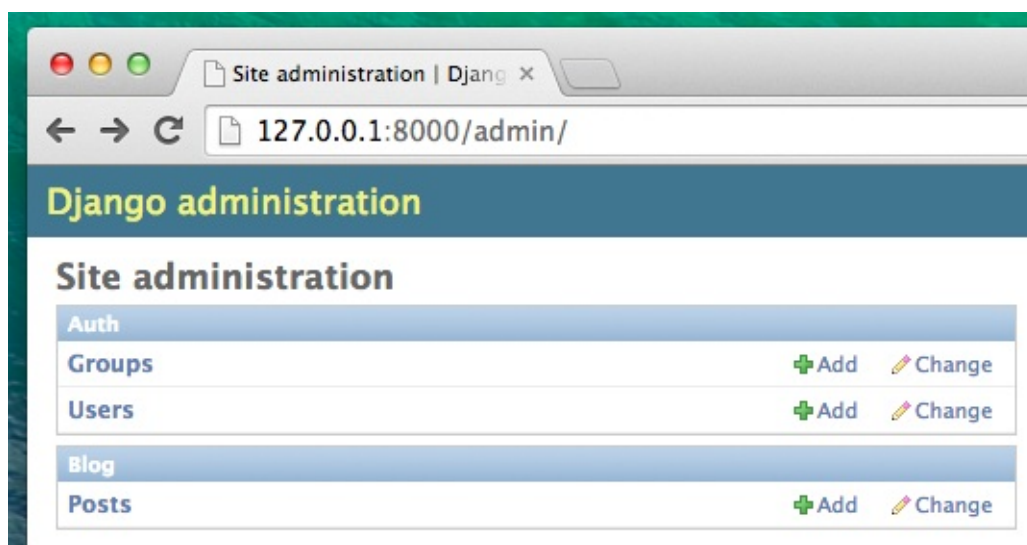 Site administration | Djang
127.0.0.1:8000/admin/
Django administration
Site administration
Auth
Groups Add Change
Users Add Change
Blog
Posts Add Change